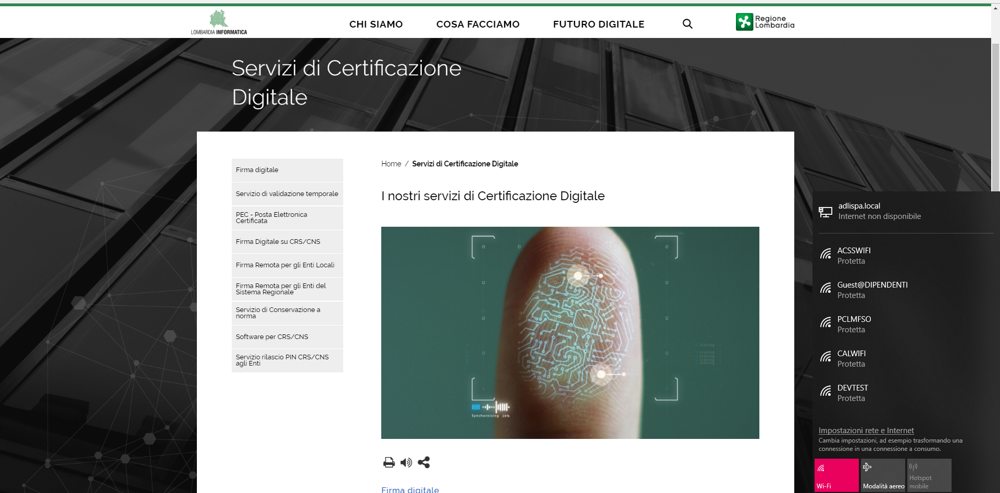 LOMBARDIA INFORMATICA
CHI SIAMO
COSA FACCIAMO
FUTURO DIGITALE
Regione
Lombardia
Servizi di Certificazione
Digitale
Firma digitale
Servizio di validazione temporale
PEC - Posta Elettronica
Certificata
Firma Digitale su CRS/CNS
Firma Remota per gli Enti Locali
Firma Remota per gli Enti del
Sistema Regionale
Servizio di Conservazione a
norma
Software per CRS/CNS
Servizio rilascio PIN CRS/CNS
agli Enti
Home / Servizi di Certificazione Digitale
I nostri servizi di Certificazione Digitale
Synchornising 28%
Firma digitale
adlispa.local
Internet non disponibile
ACSSWIFI
Protetta
Guest@DIPENDENTI
Protetta
PCLMFSO
Protetta
CALWIFI
Protetta
DEVTEST
Protetta
Impostazioni rete e Internet
Cambia impostazioni, ad esempio trasformando una
connessione in una connessione a consumo.
Wi-Fi
Modalità aereo
Hotspot
mobile